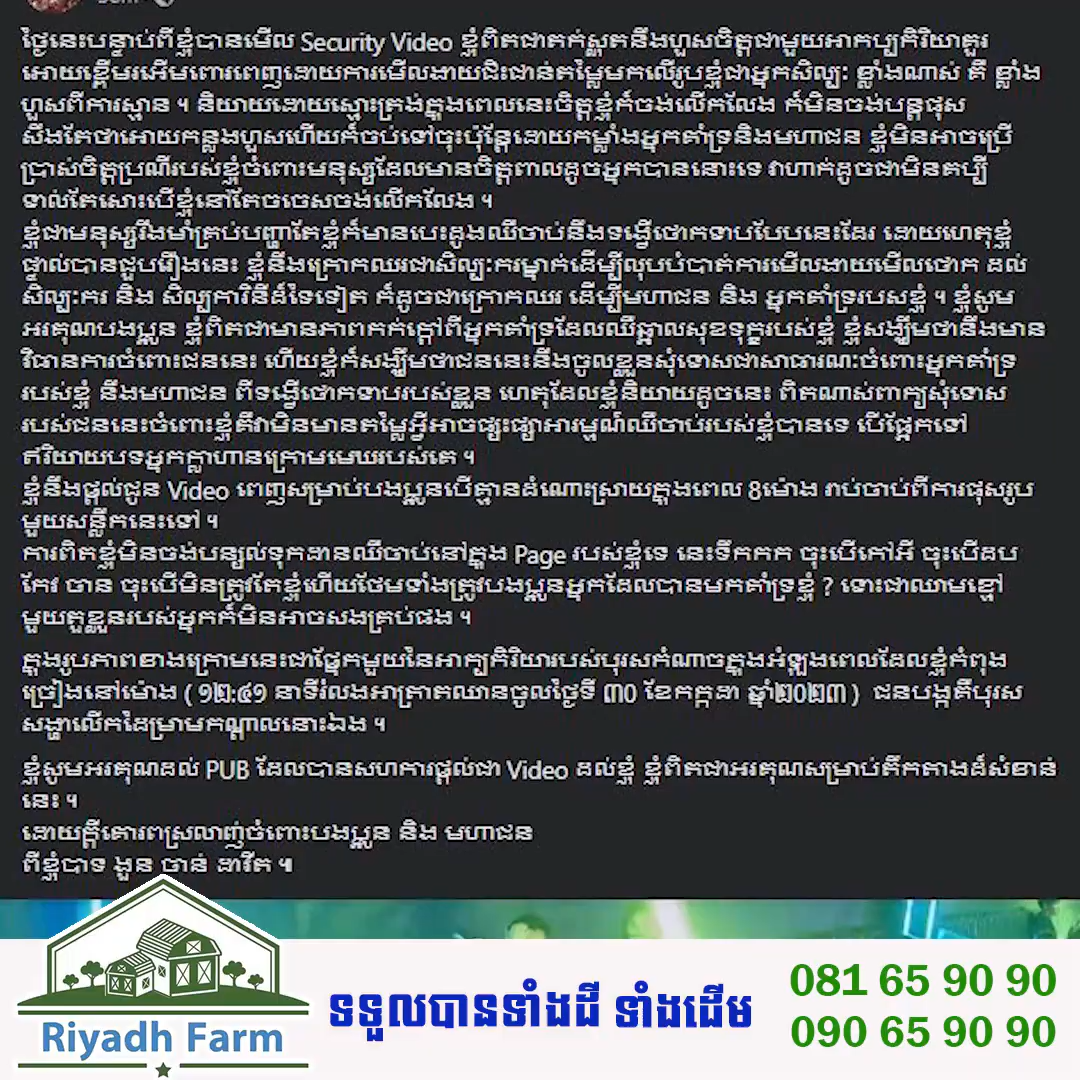 ថ្ងៃនេះបន្ទាប់ពីខ្ញុំបានមើល Security Video ខ្ញុំពិតជាតក់ស្លុតនឹងហួសចិត្តជាមួយអាកប្បកិរិយាគួរ
អោយខ្ពើមរអើមពោរពេញដោយការមើលងាយជិះជាន់តម្លៃមកលើរូបខ្ញុំជាអ្នកសិល្បៈ ខ្លាំងណាស់ គឺ ខ្លាំង
ហួសពីការស្មាន ។ និយាយដោយស្មោះត្រង់ក្នុងពេលនេះចិត្តខ្ញុំក៏ចង់លើកលែង ក៏មិនចង់បន្តផុស
សឹងតែថាអោយកន្លងហួសហើយក៏ចប់ទៅចុះប៉ុន្តែដោយកម្លាំងអ្នកគាំទ្រនិងមហាជន ខ្ញុំមិនអាចប្រើ
ប្រាស់ចិត្តប្រណីរបស់ខ្ញុំចំពោះមនុស្សដែលមានចិត្តពាលដូចអ្នកបាននោះទេ វាហាក់ដូចជាមិនគប្បី
ទាល់តែសោះបើខ្ញុំនៅតែចចេសចង់លើកលែង ។
ខ្ញុំជាមនុស្សរឹងមាំគ្រប់បញ្ហាតែខ្ញុំក៏មានបេះដូងឈឺចាប់នឹងទង្វើថោកទាបបែបនេះដែរ ដោយហេតុខ្ញុំ
ផ្ទាល់បានជួបរឿងនេះ ខ្ញុំនឹងក្រោកឈរជាសិល្បៈករម្នាក់ដើម្បីលុបបំបាត់ការមើលងាយមើលថោក ដល់
សិល្បៈករ និង សិល្បការិនីដ៏ទៃទៀត ក៏ដូចជាក្រោកឈរ ដើម្បីមហាជន និង អ្នកគាំទ្ររបសខ្ញុំ ។ ខ្ញុំសូម
អរគុណបងប្អូន ខ្ញុំពិតជាមានភាពកក់ក្តៅពីអ្នកគាំទ្រដែលឈឺឆ្អាលសុខទុក្ខរបស់ខ្ញុំ ខ្ញុំសង្ឃឹមថានឹងមាន
វិធានការចំពោះជននេះ ហើយខ្ញុំក៏សង្ឃឹមថាជននេះនឹងចូលខ្លួនសុំទោសជាសាធារណៈចំពោះអ្នកគាំទ្រ
របស់ខ្ញុំ នឹងមហាជន ពីទង្វើថោកទាបរបស់ខ្លួន ហេតុដែលខ្ញុំនិយាយដូចនេះ ពិតណាស់ពាក្យសុំទោស
របស់ជននេះចំពោះខ្ញុំគឺវាមិនមានតម្លៃអ្វីអាចផ្សះផ្សាអារម្មណ៍ឈឺចាប់របស់ខ្ញុំបានទេ បើផ្អែកទៅ
ឥរិយាយបទអ្នកក្លាហានក្រោមមេឃរបស់គេ ។
ខ្ញុំនឹងផ្តល់ជូន Video ពេញសម្រាប់បងប្អូនបើគ្មានដំណោះស្រាយក្នុងពេល 8ម៉ោង រាប់ចាប់ពីការផុសរូប
មួយសន្លឹកនេះទៅ ។
ការពិតខ្ញុំមិនចង់បន្សល់ទុកដានឈឺចាប់នៅក្នុង Page របស់ខ្ញុំទេ នេះទឹកកក ចុះបើកៅអី ចុះបើដប
កែវ ចាន ចុះបើមិនត្រូវតែខ្ញុំហើយថែមទាំងត្រូវបងប្អូនអ្នកដែលបានមកគាំទ្រខ្ញុំ ? ទោះជាឈាមខ្មៅ
មួយតួខ្លួនរបស់អ្នកក៏មិនអាចសងគ្រប់ផង ។
ក្នុងរូបភាពខាងក្រោមនេះជាផ្នែកមួយនៃអាក្បកិរិយារបស់បុរសកំណាចក្នុងអំឡុងពេលដែលខ្ញុំកំពុង
ច្រៀងនៅម៉ោង ( ១២:៤១ នាទីរំលងអាត្រាតឈានចូលថ្ងៃទី ៣០ ខែកក្កដា ឆ្នាំ២០២៣ ) ជនបង្កគឺបុរស
សង្ហាលើកដៃម្រាមកណ្តាលនោះឯង ។
ខ្ញុំសូមអរគុណដល់ PUB ដែលបានសហការផ្តល់ជា Video ដល់ខ្ញុំ ខ្ញុំពិតជាអរគុណសម្រាប់តឹកតាងដ៏សំខាន់
នេះ ។
ដោយក្តីគោរពស្រលាញ់ចំពោះបងប្អូន និង មហាជន
ពីខ្ញុំបាទ ងួន ចាន់ ដាវីត ៕
Riyadh Farm
ទទួលបានទាំងដី ទាំងដើម
081 65 90 90
090 65 90 90